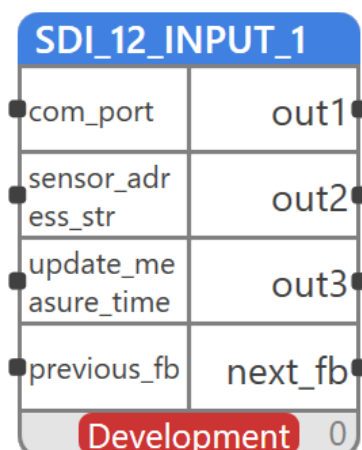 SDI_12_INPUT_1
com_port out1
sensor_adr
ess_str out2
update_me
asure_time out3
previous_fb next_fb
Development 0